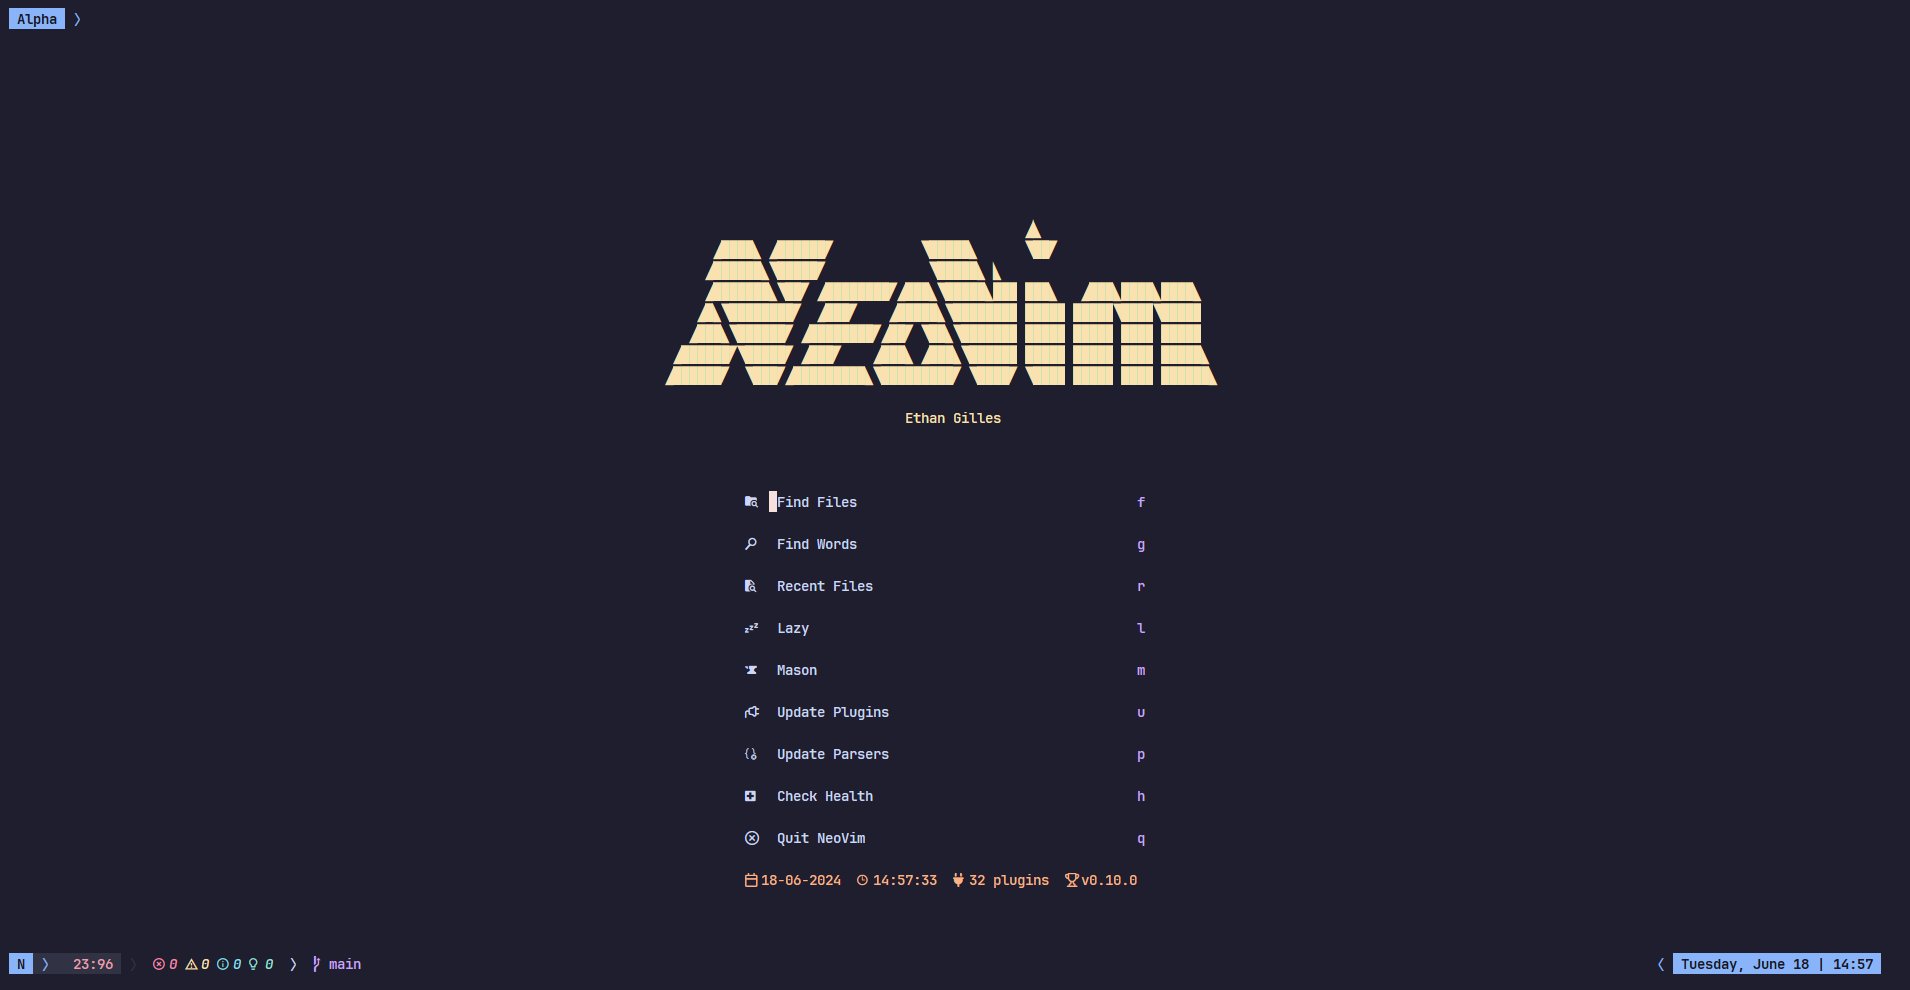 Alpha
NEOVIM
Ethan Gilles
Find Files f
Find Words g
Recent Files r
Lazy l
Mason m
Update Plugins u
Update Parsers p
Check Health h
Quit NeoVim q
18-06-2024 14:57:33 32 plugins v0.10.0
N 23:96 0 0 0 0 main Tuesday, June 18 | 14:57